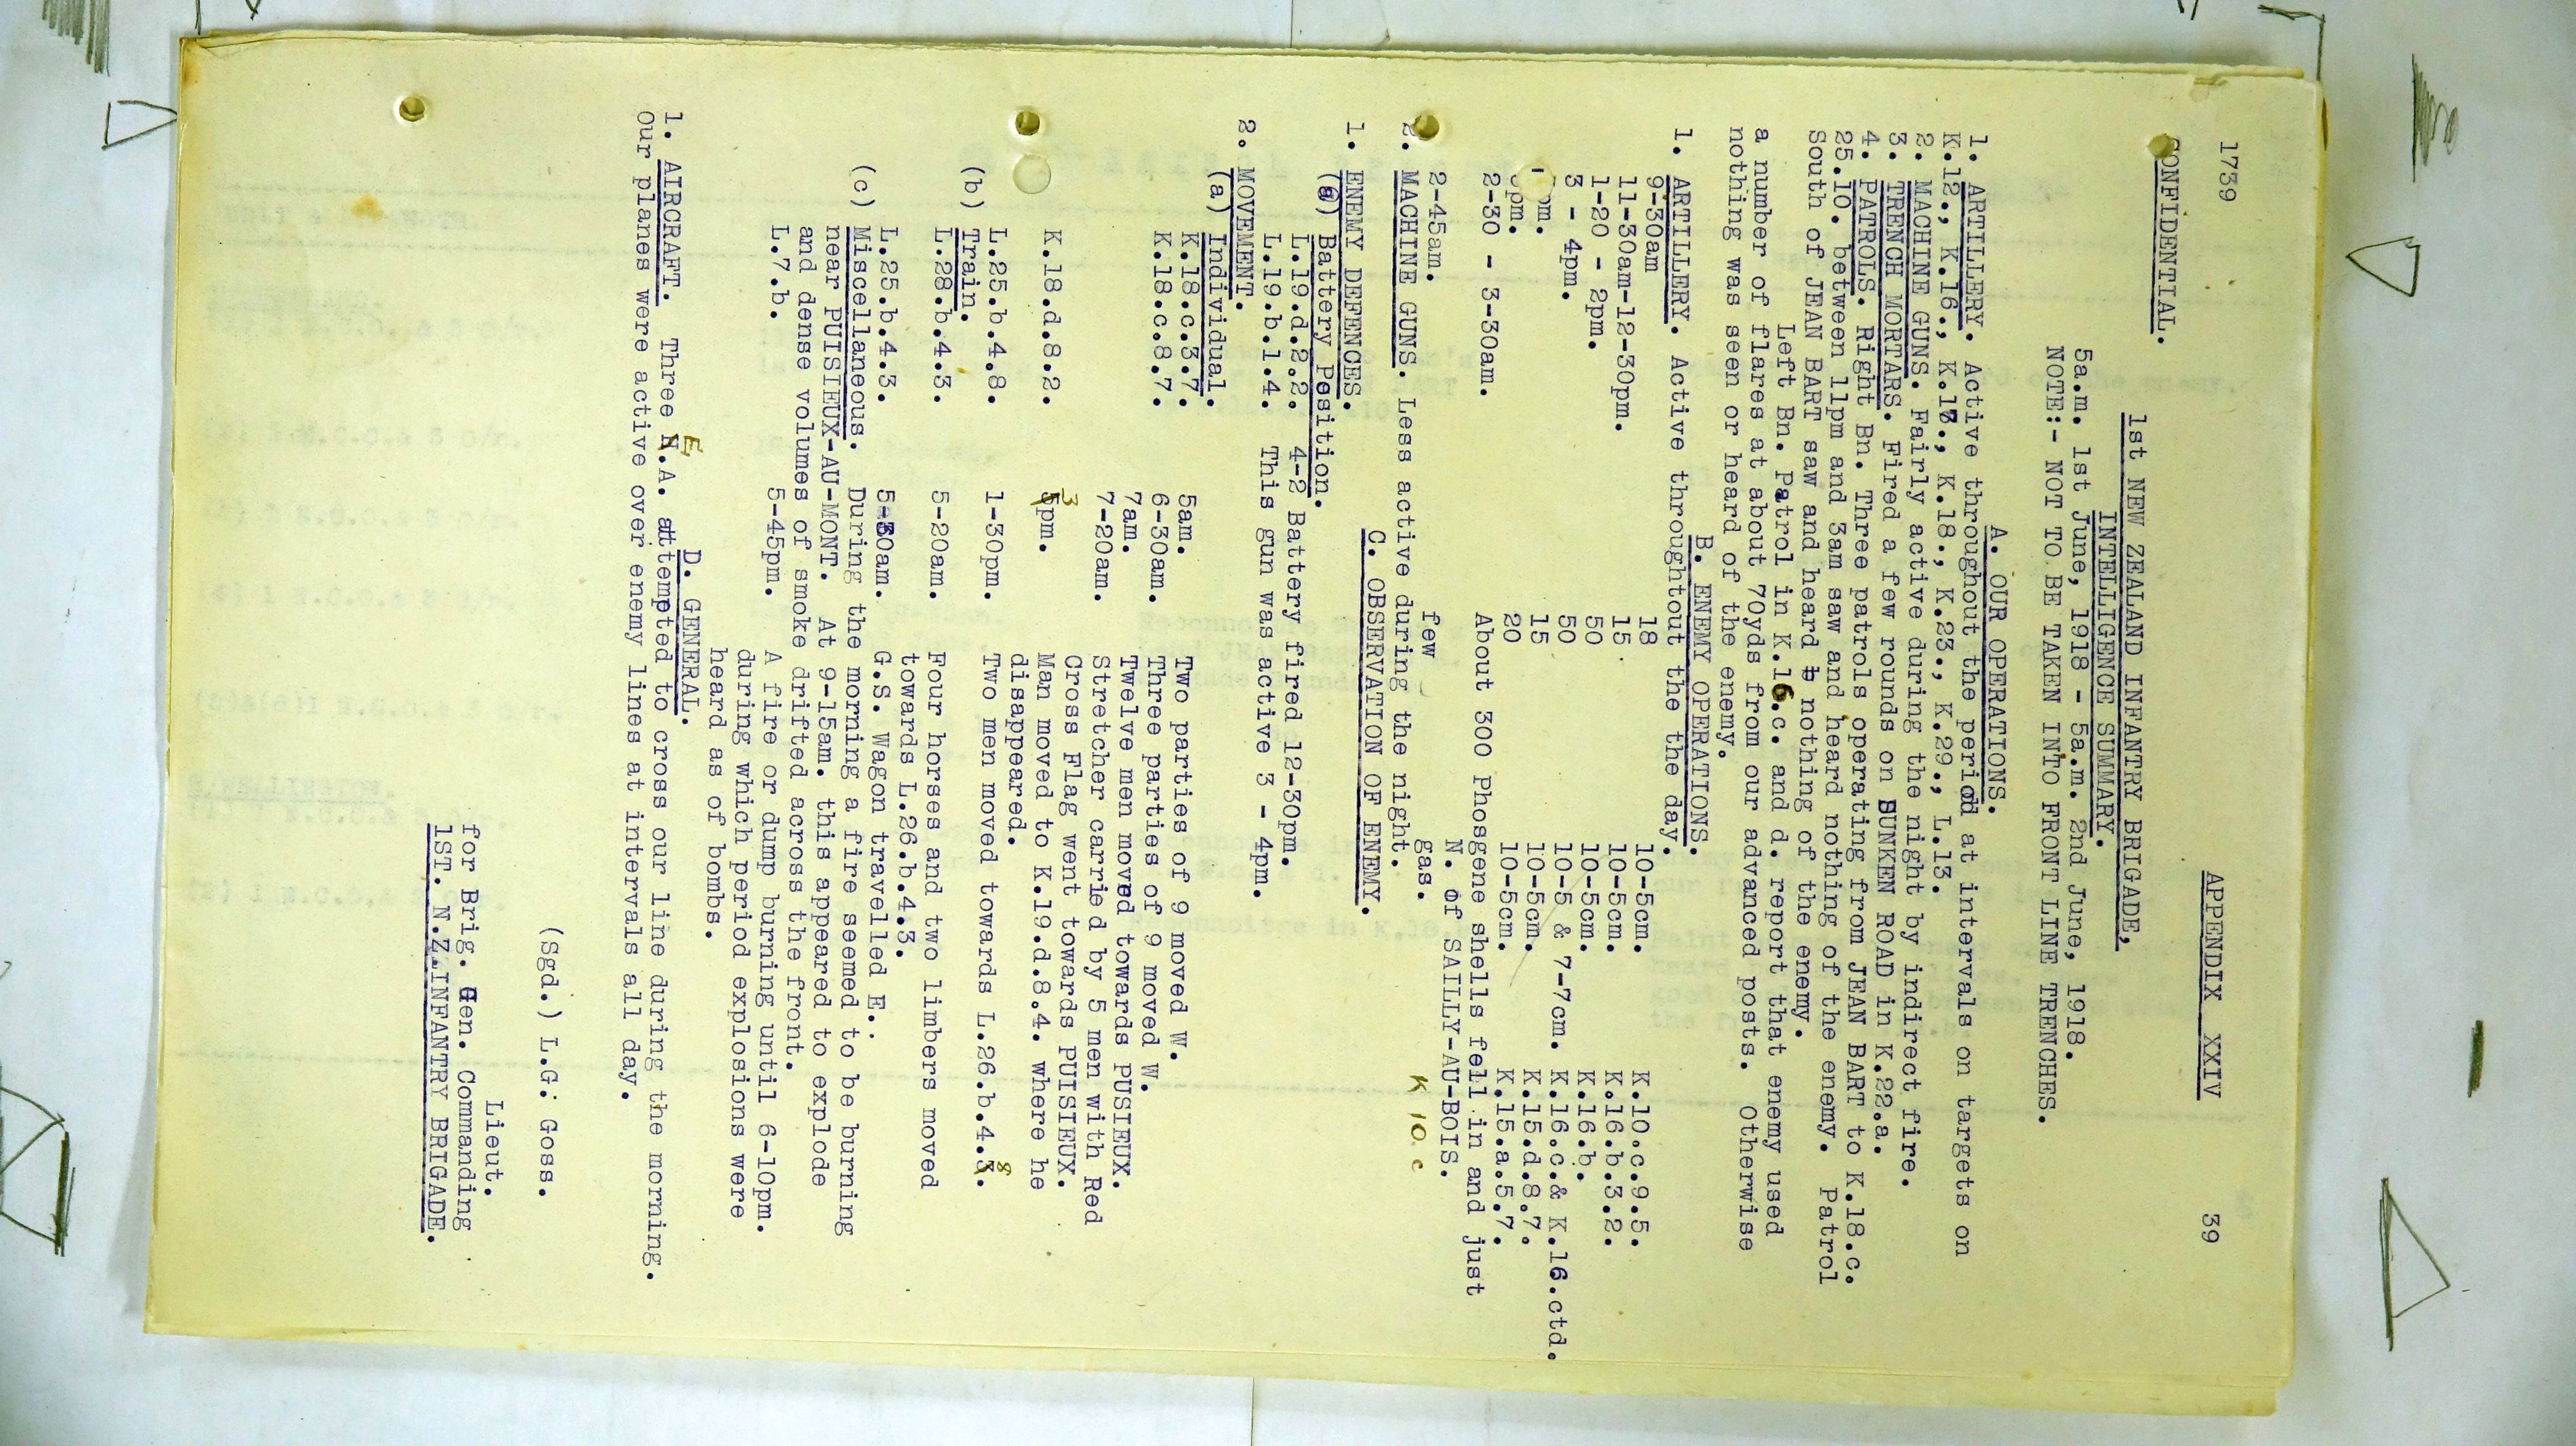 1739
APPENDIX XXIV 39
CONFIDENTIAL.
1st NEW ZEALAND INFANTRY BRIGADE,
INTELLIGENCE SUMMARY.
5a.m. 1st June, 1918 - 5a.m. 2nd June, 1918.
NOTE:- NOT TO BE TAKEN INTO FRONT LINE TRENCHES.
A. OUR OPERATIONS.
1. ARTILLERY. Active throughout the period at intervals on targets on
K.12., K.16., K.17., K.18., K.23., K.29., L.13.
2. MACHINE GUNS. Fairly active during the night by indirect fire.
3. TRENCH MORTARS. Fired a few rounds on SUNKEN ROAD in K.22.a.
4. PATROLS. Right Bn. Three patrols operating from JEAN BART to K.18.c.
25.10. between 11pm and 3am saw and heard nothing of the enemy. Patrol
South of JEAN BART saw and heard nothing of the enemy.
Left Bn. Patrol in K.16.c. and d. report that enemy used
a number of flares at about 70yds from our advanced posts. Otherwise
nothing was seen or heard of the enemy.
B. ENEMY OPERATIONS.
1. ARTILLERY. Active throughtout the the day.
9-30am 18 10-5cm. K.10.c.9.5.
11-30am-12-30pm. 15 10-5cm. K.16.b.3.2.
1-20 - 2pm. 50 10-5cm. K.16.b.
3 - 4pm. 50 10-5 & 7-7cm. K.16.c.& K.16.ctd.
pm. 15 10-5cm. K.15.d.8.7.
pm. 20 10-5cm. K.15.a.5.7.
2-30 - 3-30am. About 300 Phosgene shells fell in and just
N. of SAILLY-AU-BOIS.
2-45am. few gas. K 10 c
2. MACHINE GUNS. Less active during the night.
C. OBSERVATION OF ENEMY.
1. ENEMY DEFENCES.
(a) Battery Position.
L.19.d.2.2. 4-2 Battery fired 12-30pm.
L.19.b.1.4. This gun was active 3 - 4pm.
2. MOVEMENT.
(a) Individual.
K.18.c.3.7. 5am. Two parties of 9 moved W.
K.18.c.8.7. 6-30am. Three parties of 9 moved W.
7am. Twelve men moved towards PUSIEUX.
7-20am. Stretcher carried by 5 men with Red
Cross Flag went towards PUISIEUX.
K.18.d.8.2. 3pm. Man moved to K.19.d.8.4. where he
disappeared.
L.25.b.4.8. 1-30pm. Two men moved towards L.26.b.4.8.
(b) Train.
L.28.b.4.3. 5-20am. Four horses and two limbers moved
towards L.26.b.4.3.
L.25.b.4.3. 5-30am. G.S. Wagon travelled E.
(c) Miscellaneous. During the morning a fire seemed to be burning
near PUISIEUX-AU-MONT. At 9-15am. this appeared to explode
and dense volumes of smoke drifted across the front.
L.7.b. 5-45pm. A fire or dump burning until 6-10pm.
during which period explosions were
heard as of bombs.
D. GENERAL.
1. AIRCRAFT. Three E.A. attempted to cross our line during the morning.
Our planes were active over enemy lines at intervals all day.
(Sgd.) L.G. Goss.
Lieut.
for Brig. Gen. Commanding
1ST. N.Z.INFANTRY BRIGADE.